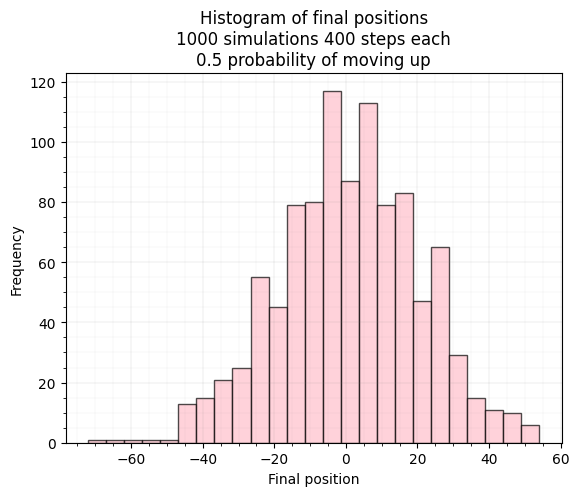 Histogram of final positions
1000 simulations 400 steps each
0.5 probability of moving up
120
100
80
60
40
20
0
Frequency
−60
−40
−20
0
20
40
60
Final position